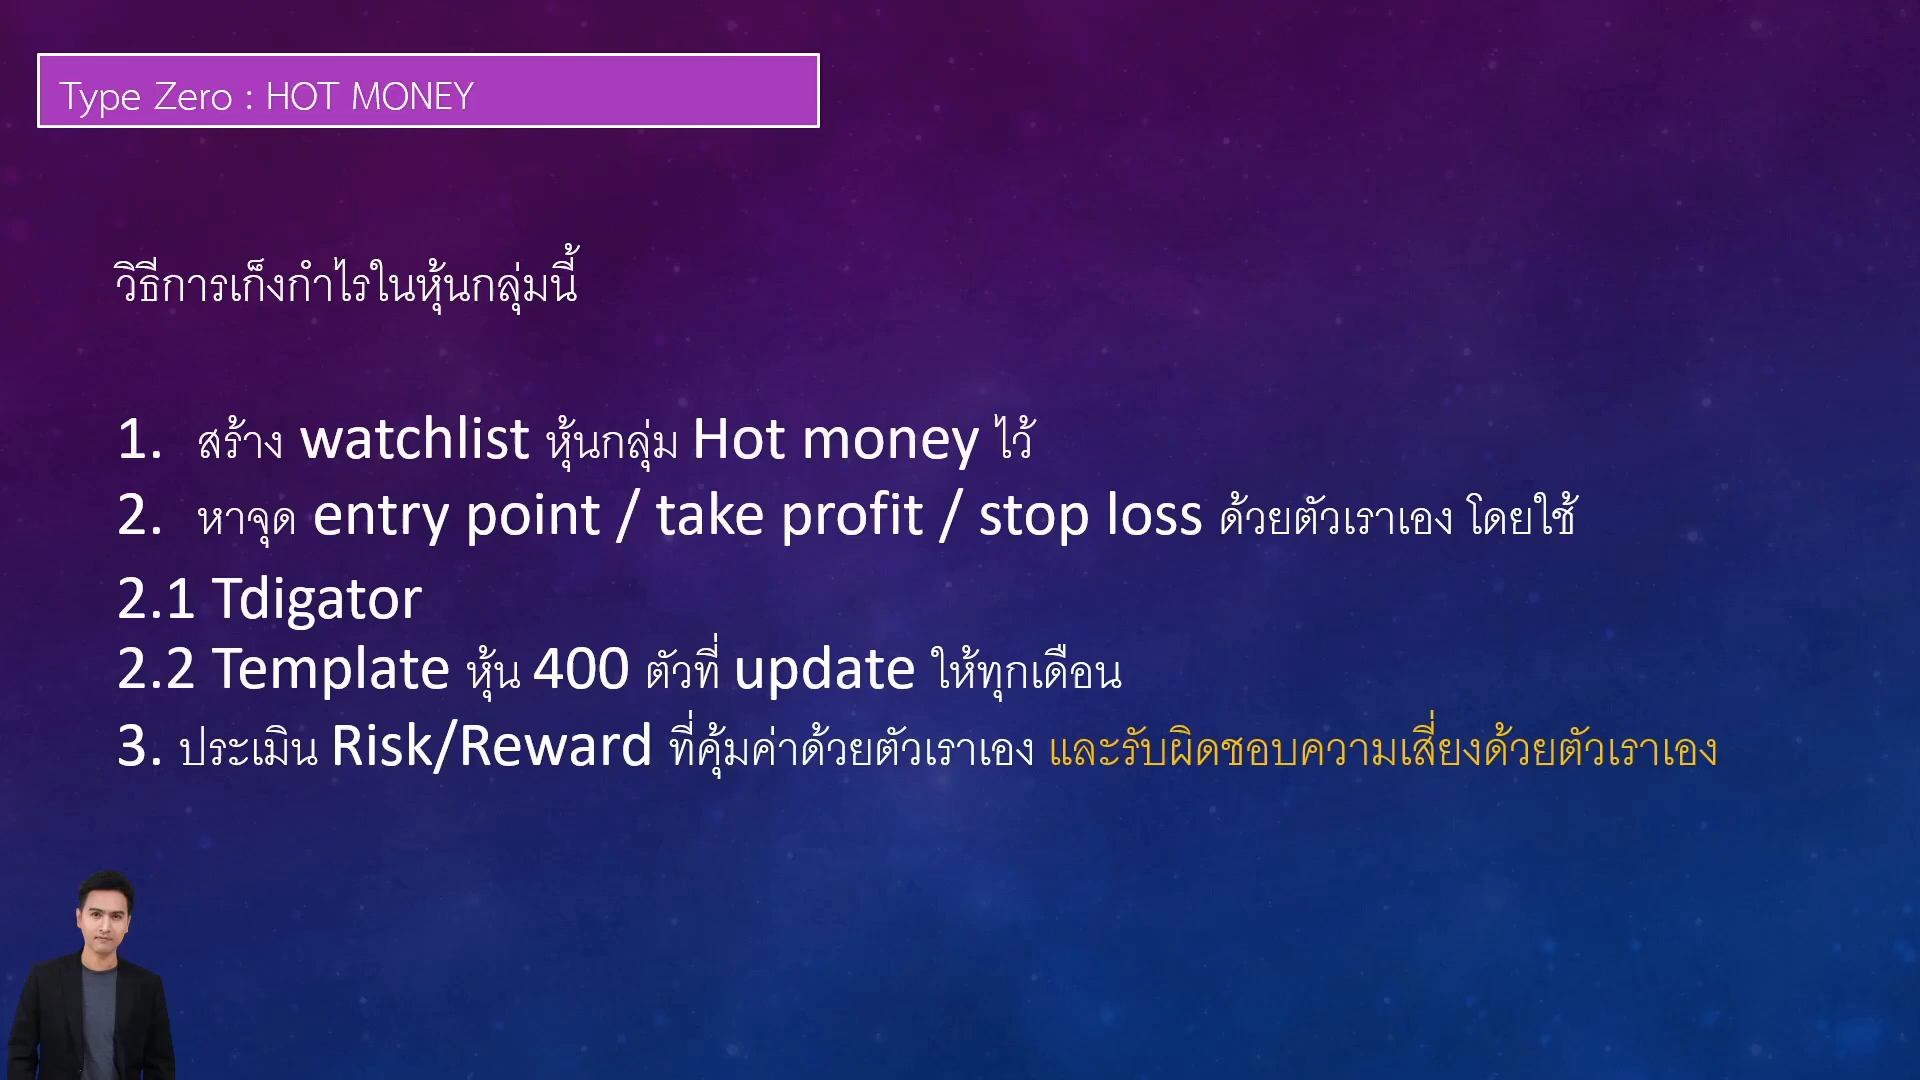 Type Zero : HOT MONEY
วิธีการเก็งกำไรในหุ้นกลุ่มนี้
1. สร้าง watchlist หุ้นกลุ่ม Hot money ไว้
2. หาจุด entry point / take profit / stop loss ด้วยตัวเราเอง โดยใช้
2.1 Tdigator
2.2 Template หุ้น 400 ตัวที่ update ให้ทุกเดือน
3. ประเมิน Risk/Reward ที่คุ้มค่าด้วยตัวเราเอง และรับผิดชอบความเสี่ยงด้วยตัวเราเอง